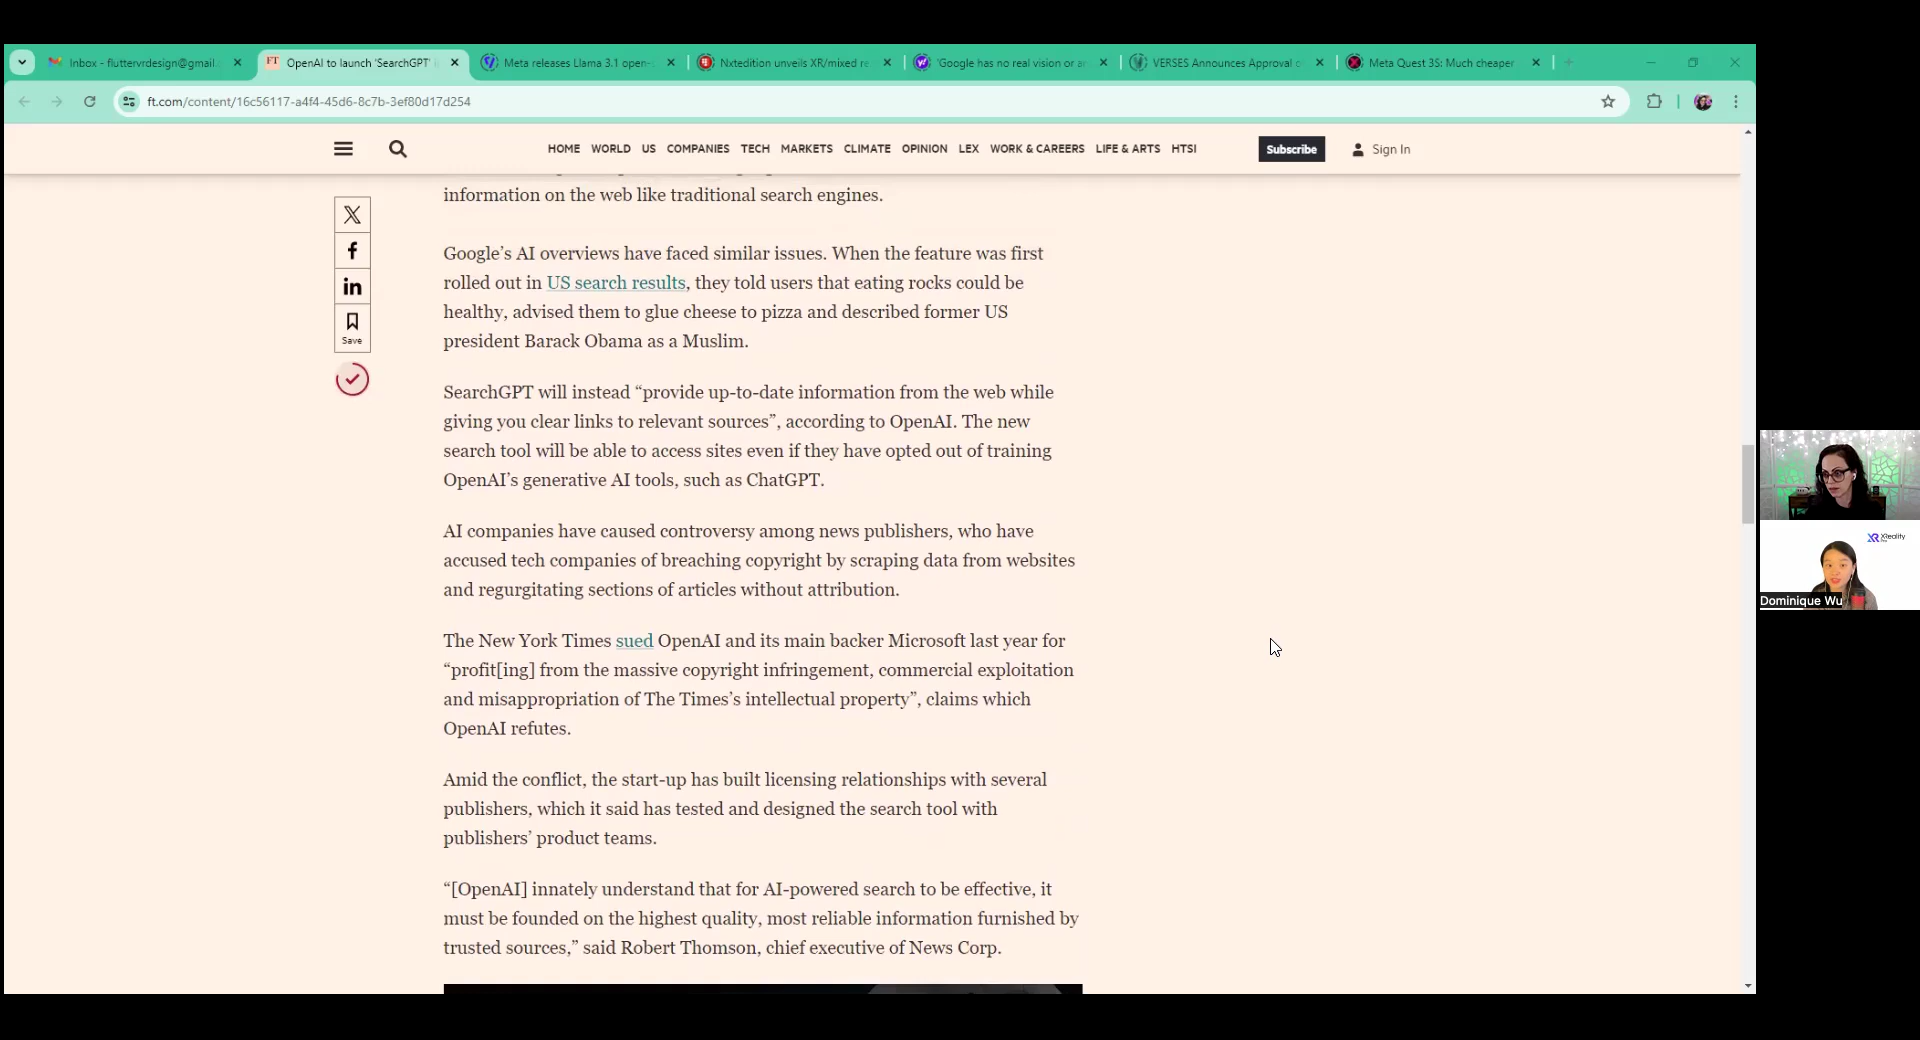 Inbox - fluttervrdesign@gmail.
OpenAI to launch 'SearchGPT'
Meta releases Llama 3.1 open-
Nxtedition unveils XR/mixed re
'Google has no real vision or a
VERSES Announces Approval o
Meta Quest 3S: Much cheaper
ft.com/content/16c56117-a4f4-45d6-8c7b-3ef80d17d254
HOME WORLD US COMPANIES TECH MARKETS CLIMATE OPINION LEX WORK & CAREERS LIFE & ARTS HTSI
Subscribe
Sign In
information on the web like traditional search engines.
Save
Google’s AI overviews have faced similar issues. When the feature was first
rolled out in US search results, they told users that eating rocks could be
healthy, advised them to glue cheese to pizza and described former US
president Barack Obama as a Muslim.
SearchGPT will instead “provide up-to-date information from the web while
giving you clear links to relevant sources”, according to OpenAI. The new
search tool will be able to access sites even if they have opted out of training
OpenAI’s generative AI tools, such as ChatGPT.
AI companies have caused controversy among news publishers, who have
accused tech companies of breaching copyright by scraping data from websites
and regurgitating sections of articles without attribution.
The New York Times sued OpenAI and its main backer Microsoft last year for
“profit[ing] from the massive copyright infringement, commercial exploitation
and misappropriation of The Times’s intellectual property”, claims which
OpenAI refutes.
Amid the conflict, the start-up has built licensing relationships with several
publishers, which it said has tested and designed the search tool with
publishers’ product teams.
“[OpenAI] innately understand that for AI-powered search to be effective, it
must be founded on the highest quality, most reliable information furnished by
trusted sources,” said Robert Thomson, chief executive of News Corp.
XReality
Dominique Wu